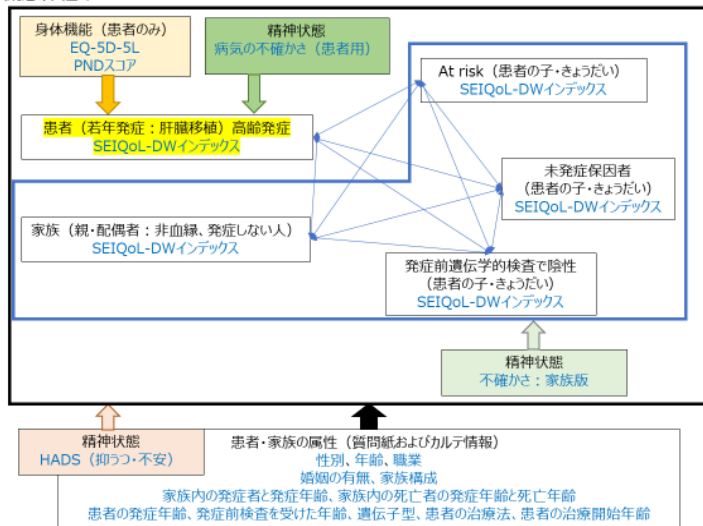 身体機能（患者のみ）
EQ-5D-5L
PNDスコア
精神状態
病気の不確かさ（患者用）
At risk（患者の子・きょうだい）
SEIQoL-DWインデックス
患者（若年発症：肝臓移植）高齢発症
SEIQoL-DWインデックス
未発症保因者
（患者の子・きょうだい）
SEIQoL-DWインデックス
家族（親・配偶者：非血縁、発症しない人）
SEIQoL-DWインデックス
発症前遺伝学的検査で陰性
（患者の子・きょうだい）
SEIQoL-DWインデックス
精神状態
不確かさ：家族版
精神状態
HADS（抑うつ・不安）
患者・家族の属性（質問紙およびカルテ情報）
性別、年齢、職業
婚姻の有無、家族構成
家族内の発症者と発症年齢、家族内の死亡者の発症年齢と死亡年齢
患者の発症年齢、発症前検査を受けた年齢、遺伝子型、患者の治療法、患者の治療開始年齢